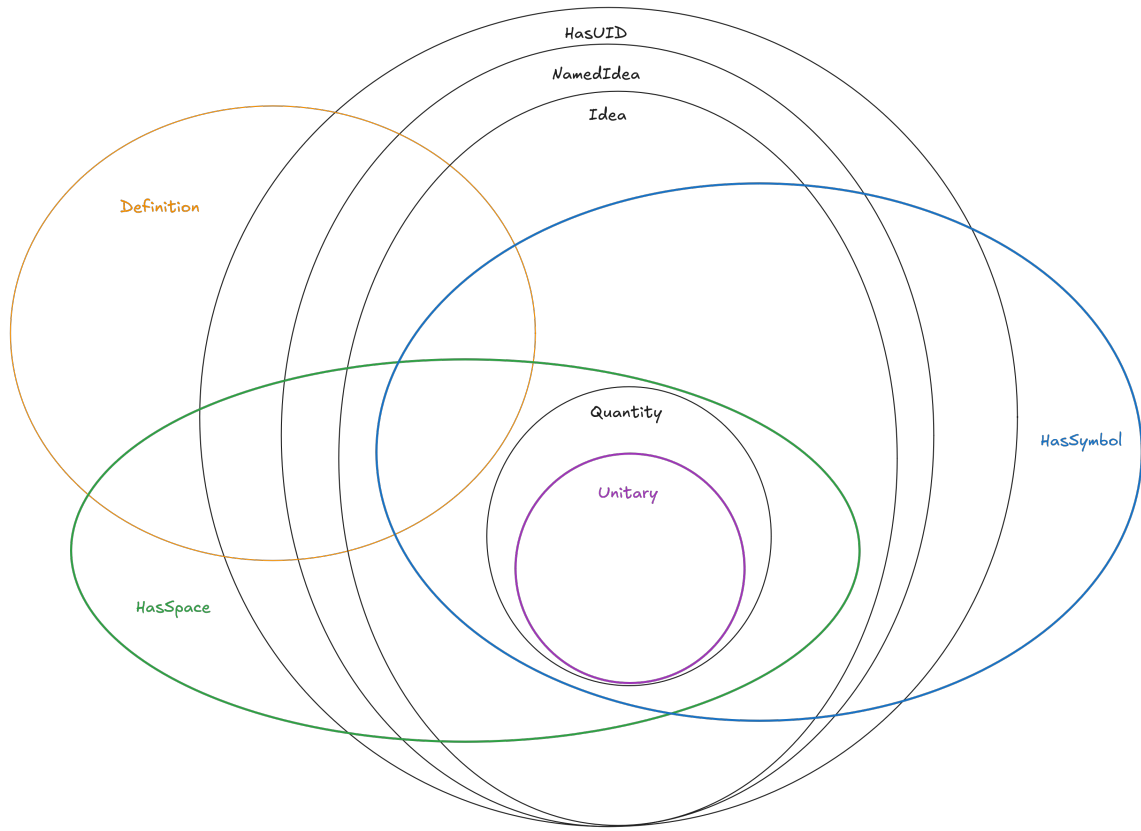 HasUID
NamedIdea
Idea
Definition
Quantity
HasSymbol
Unitary
HasSpace